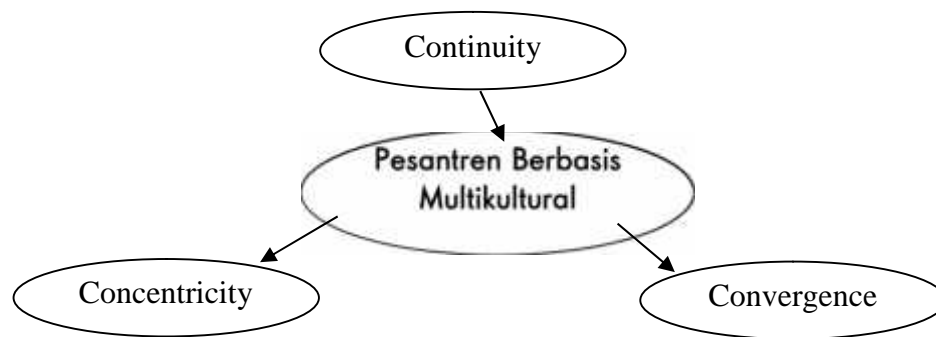 Continuity
Pesantren Berbasis
Multikultural
Concentricity
Convergence